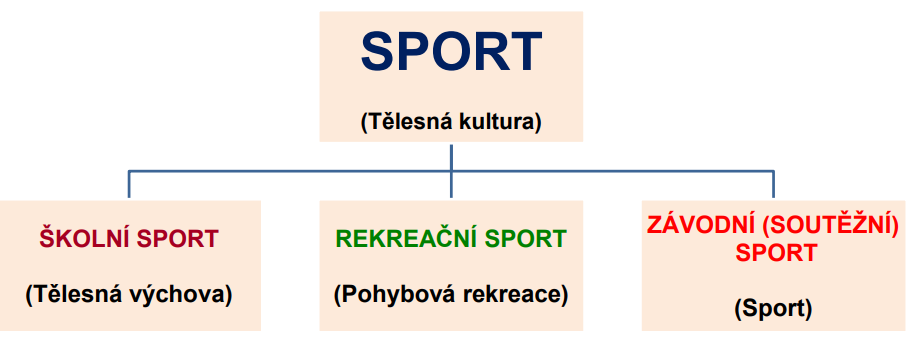 SPORT
(Tělesná kultura)
ŠKOLNÍ SPORT
(Tělesná výchova)
REKREAČNÍ SPORT
(Pohybová rekreace)
ZÁVODNÍ (SOUTĚŽNÍ)
SPORT
(Sport)